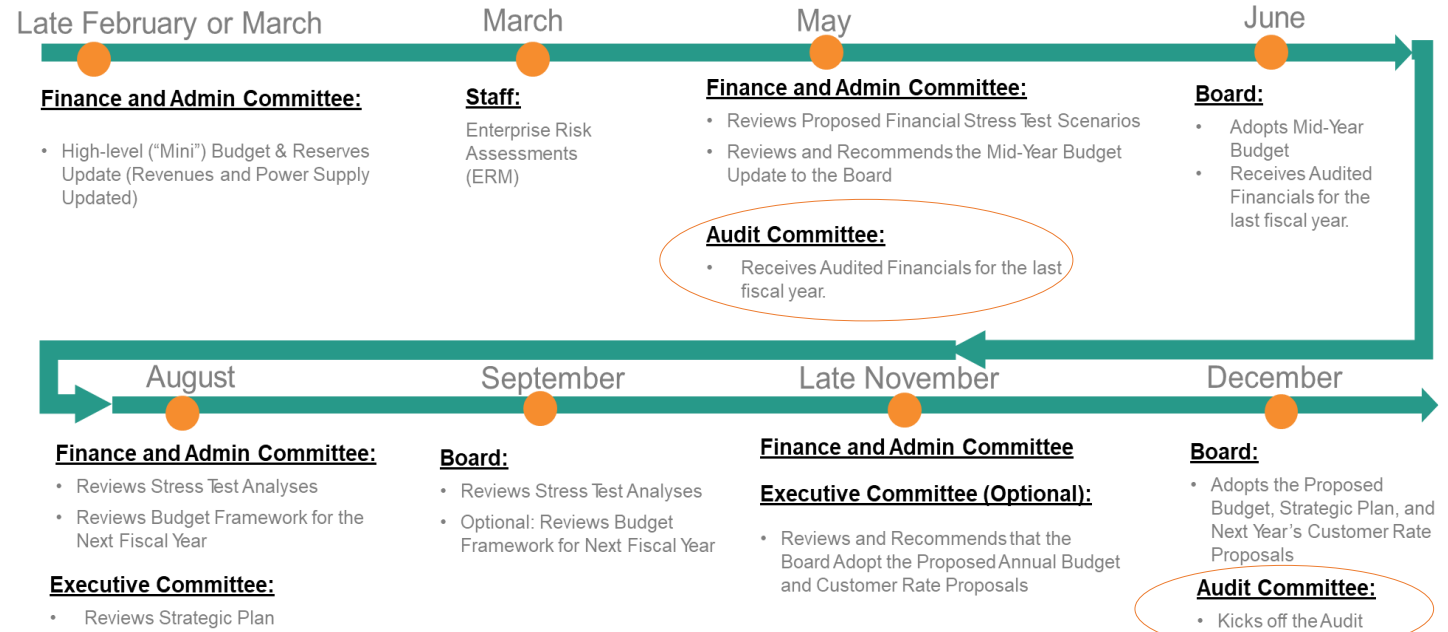 Late February or March
March
May
June
Finance and Admin Committee:
• High-level (“Mini”) Budget & Reserves
Update (Revenues and Power Supply
Updated)
Staff:
Enterprise Risk
Assessments
(ERM)
Finance and Admin Committee:
• Reviews Proposed Financial Stress Test Scenarios
• Reviews and Recommends the Mid-Year Budget
Update to the Board
Audit Committee:
• Receives Audited Financials for the last
fiscal year.
Board:
• Adopts Mid-Year
Budget
• Receives Audited
Financials for the
last fiscal year.
August
September
Late November
December
Finance and Admin Committee:
• Reviews Stress Test Analyses
• Reviews Budget Framework for the
Next Fiscal Year
Executive Committee:
• Reviews Strategic Plan
Board:
• Reviews Stress Test Analyses
• Optional: Reviews Budget
Framework for Next Fiscal Year
Finance and Admin Committee
Executive Committee (Optional):
• Reviews and Recommends that the
Board Adopt the Proposed Annual Budget
and Customer Rate Proposals
Board:
• Adopts the Proposed
Budget, Strategic Plan, and
Next Year’s Customer Rate
Proposals
Audit Committee:
• Kicks off the Audit